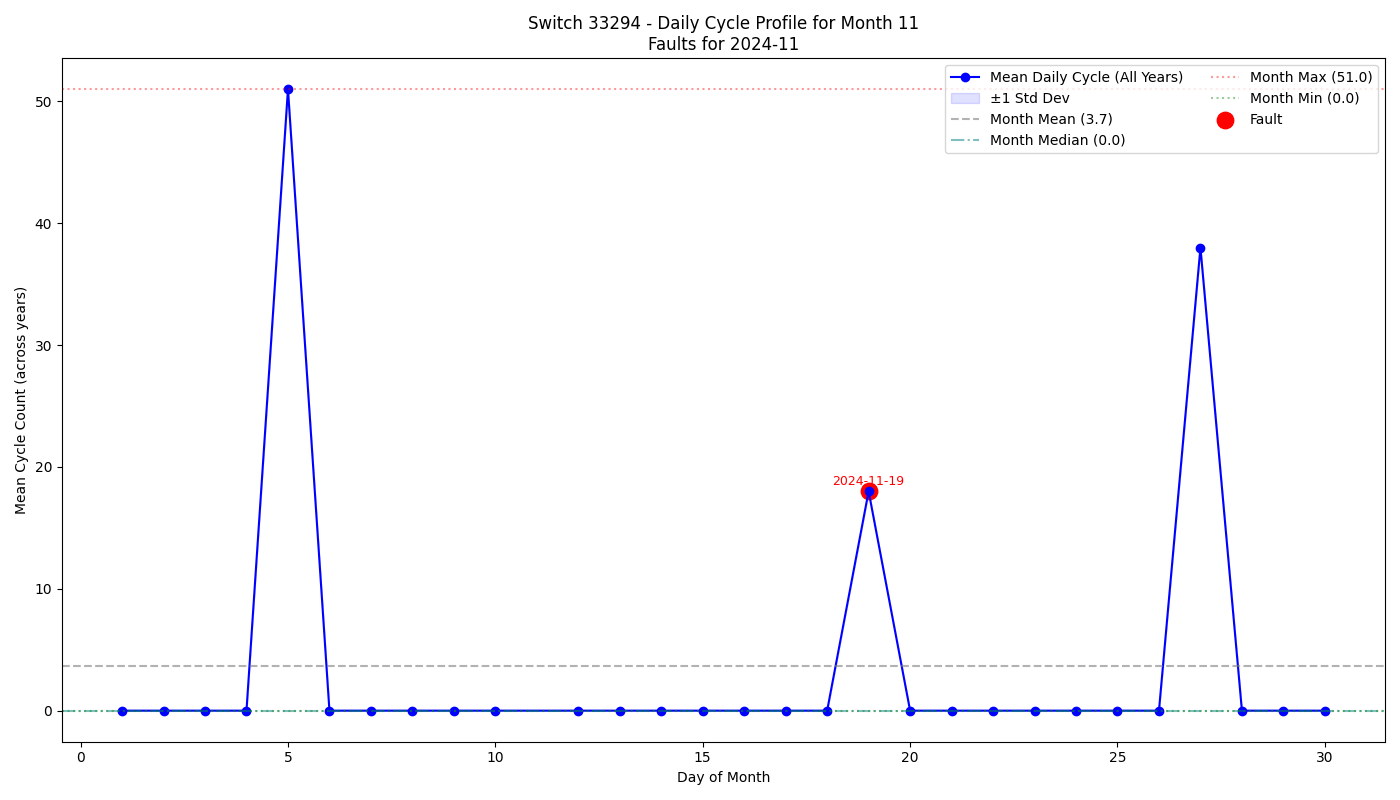 Switch 33294 - Daily Cycle Profile for Month 11
Faults for 2024-11
Mean Daily Cycle (All Years)
±1 Std Dev
Month Mean (3.7)
Month Median (0.0)
Month Max (51.0)
Month Min (0.0)
Fault
Mean Cycle Count (across years)
50
40
30
20
10
0
2024-11-19
0 5 10 15 20 25 30
Day of Month